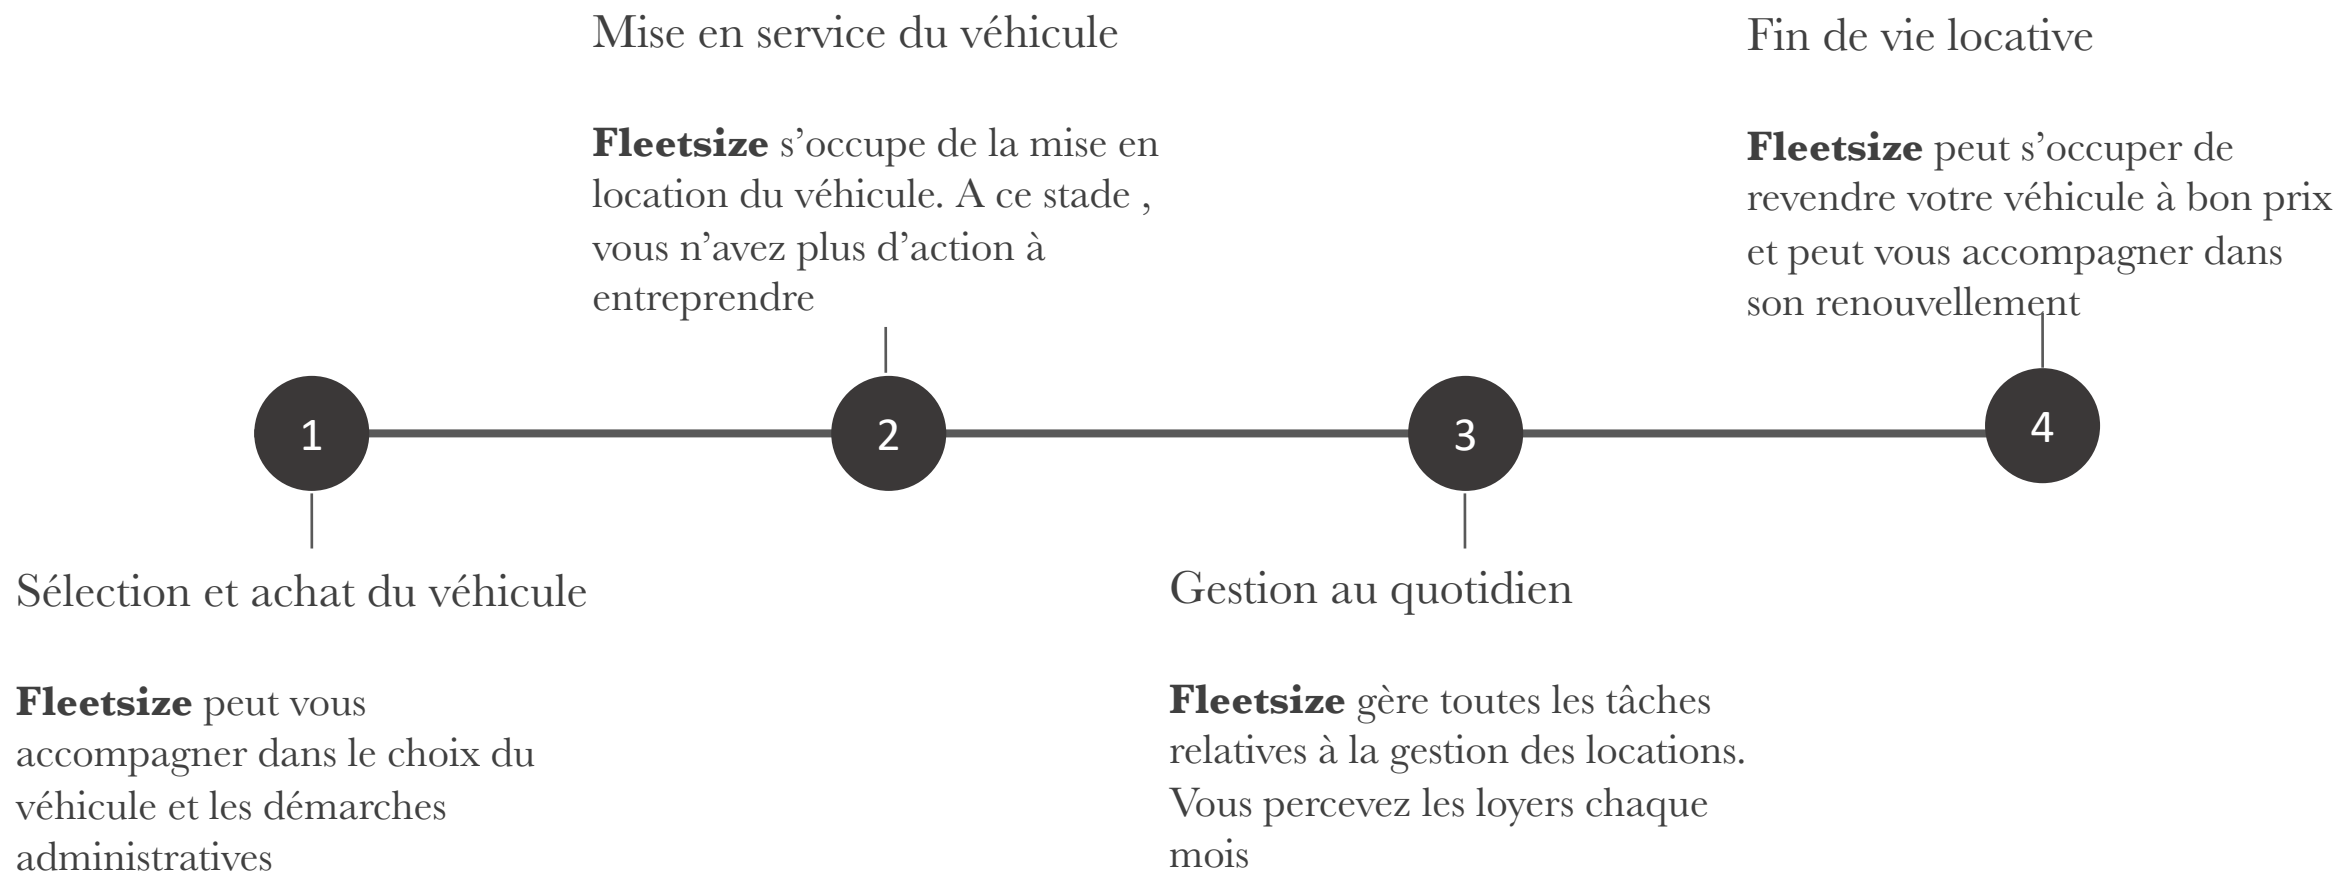 Mise en service du véhicule
Fleetsize s’occupe de la mise en
location du véhicule. A ce stade ,
vous n’avez plus d’action à
entreprendre
Fin de vie locative
Fleetsize peut s’occuper de
revendre votre véhicule à bon prix
et peut vous accompagner dans
son renouvellement
1
2
3
4
Sélection et achat du véhicule
Fleetsize peut vous
accompagner dans le choix du
véhicule et les démarches
administratives
Gestion au quotidien
Fleetsize gère toutes les tâches
relatives à la gestion des locations.
Vous percevez les loyers chaque
mois